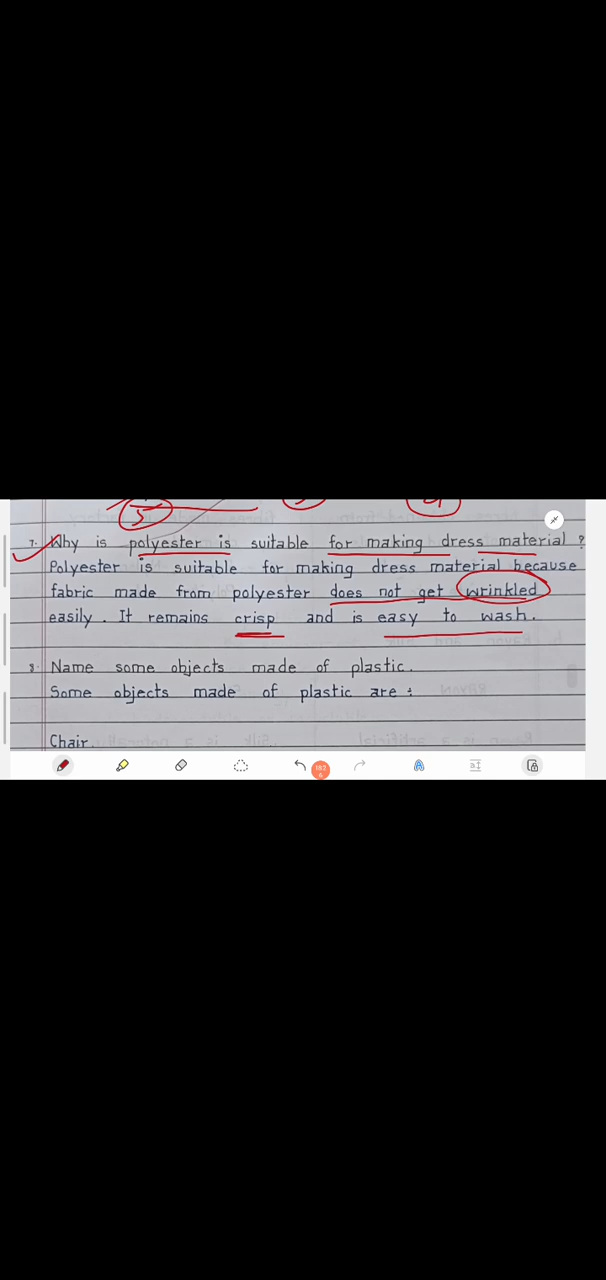 7. Why is polyester is suitable for making dress material ?
Polyester is suitable for making dress material because
fabric made from polyester does not get wrinkled
easily. It remains crisp and is easy to wash.
8. Name some objects made of plastic.
Some objects made of plastic are :
Chair